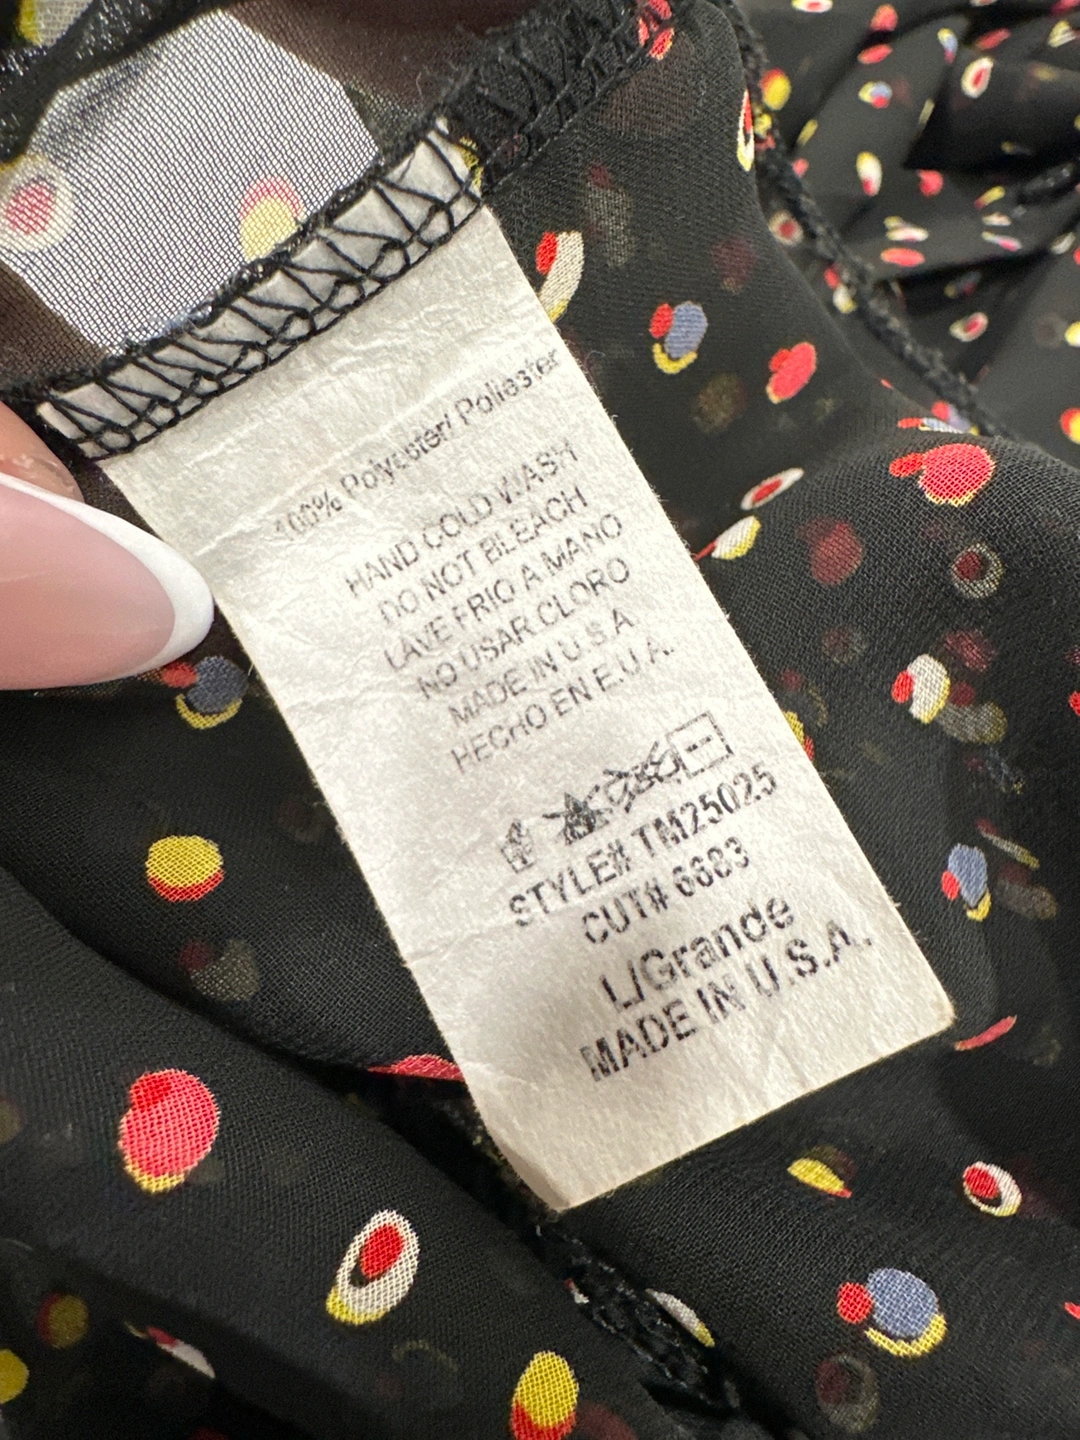 100% Polyester/ Poliester
HAND COLD WASH
DO NOT BLEACH
LAVE FRIO A MANO
NO USAR CLORO
MADE IN U.S.A.
HECHO EN E.U.A.
STYLE# TM25025
CUT# 6683
L/Grande
MADE IN U.S.A.